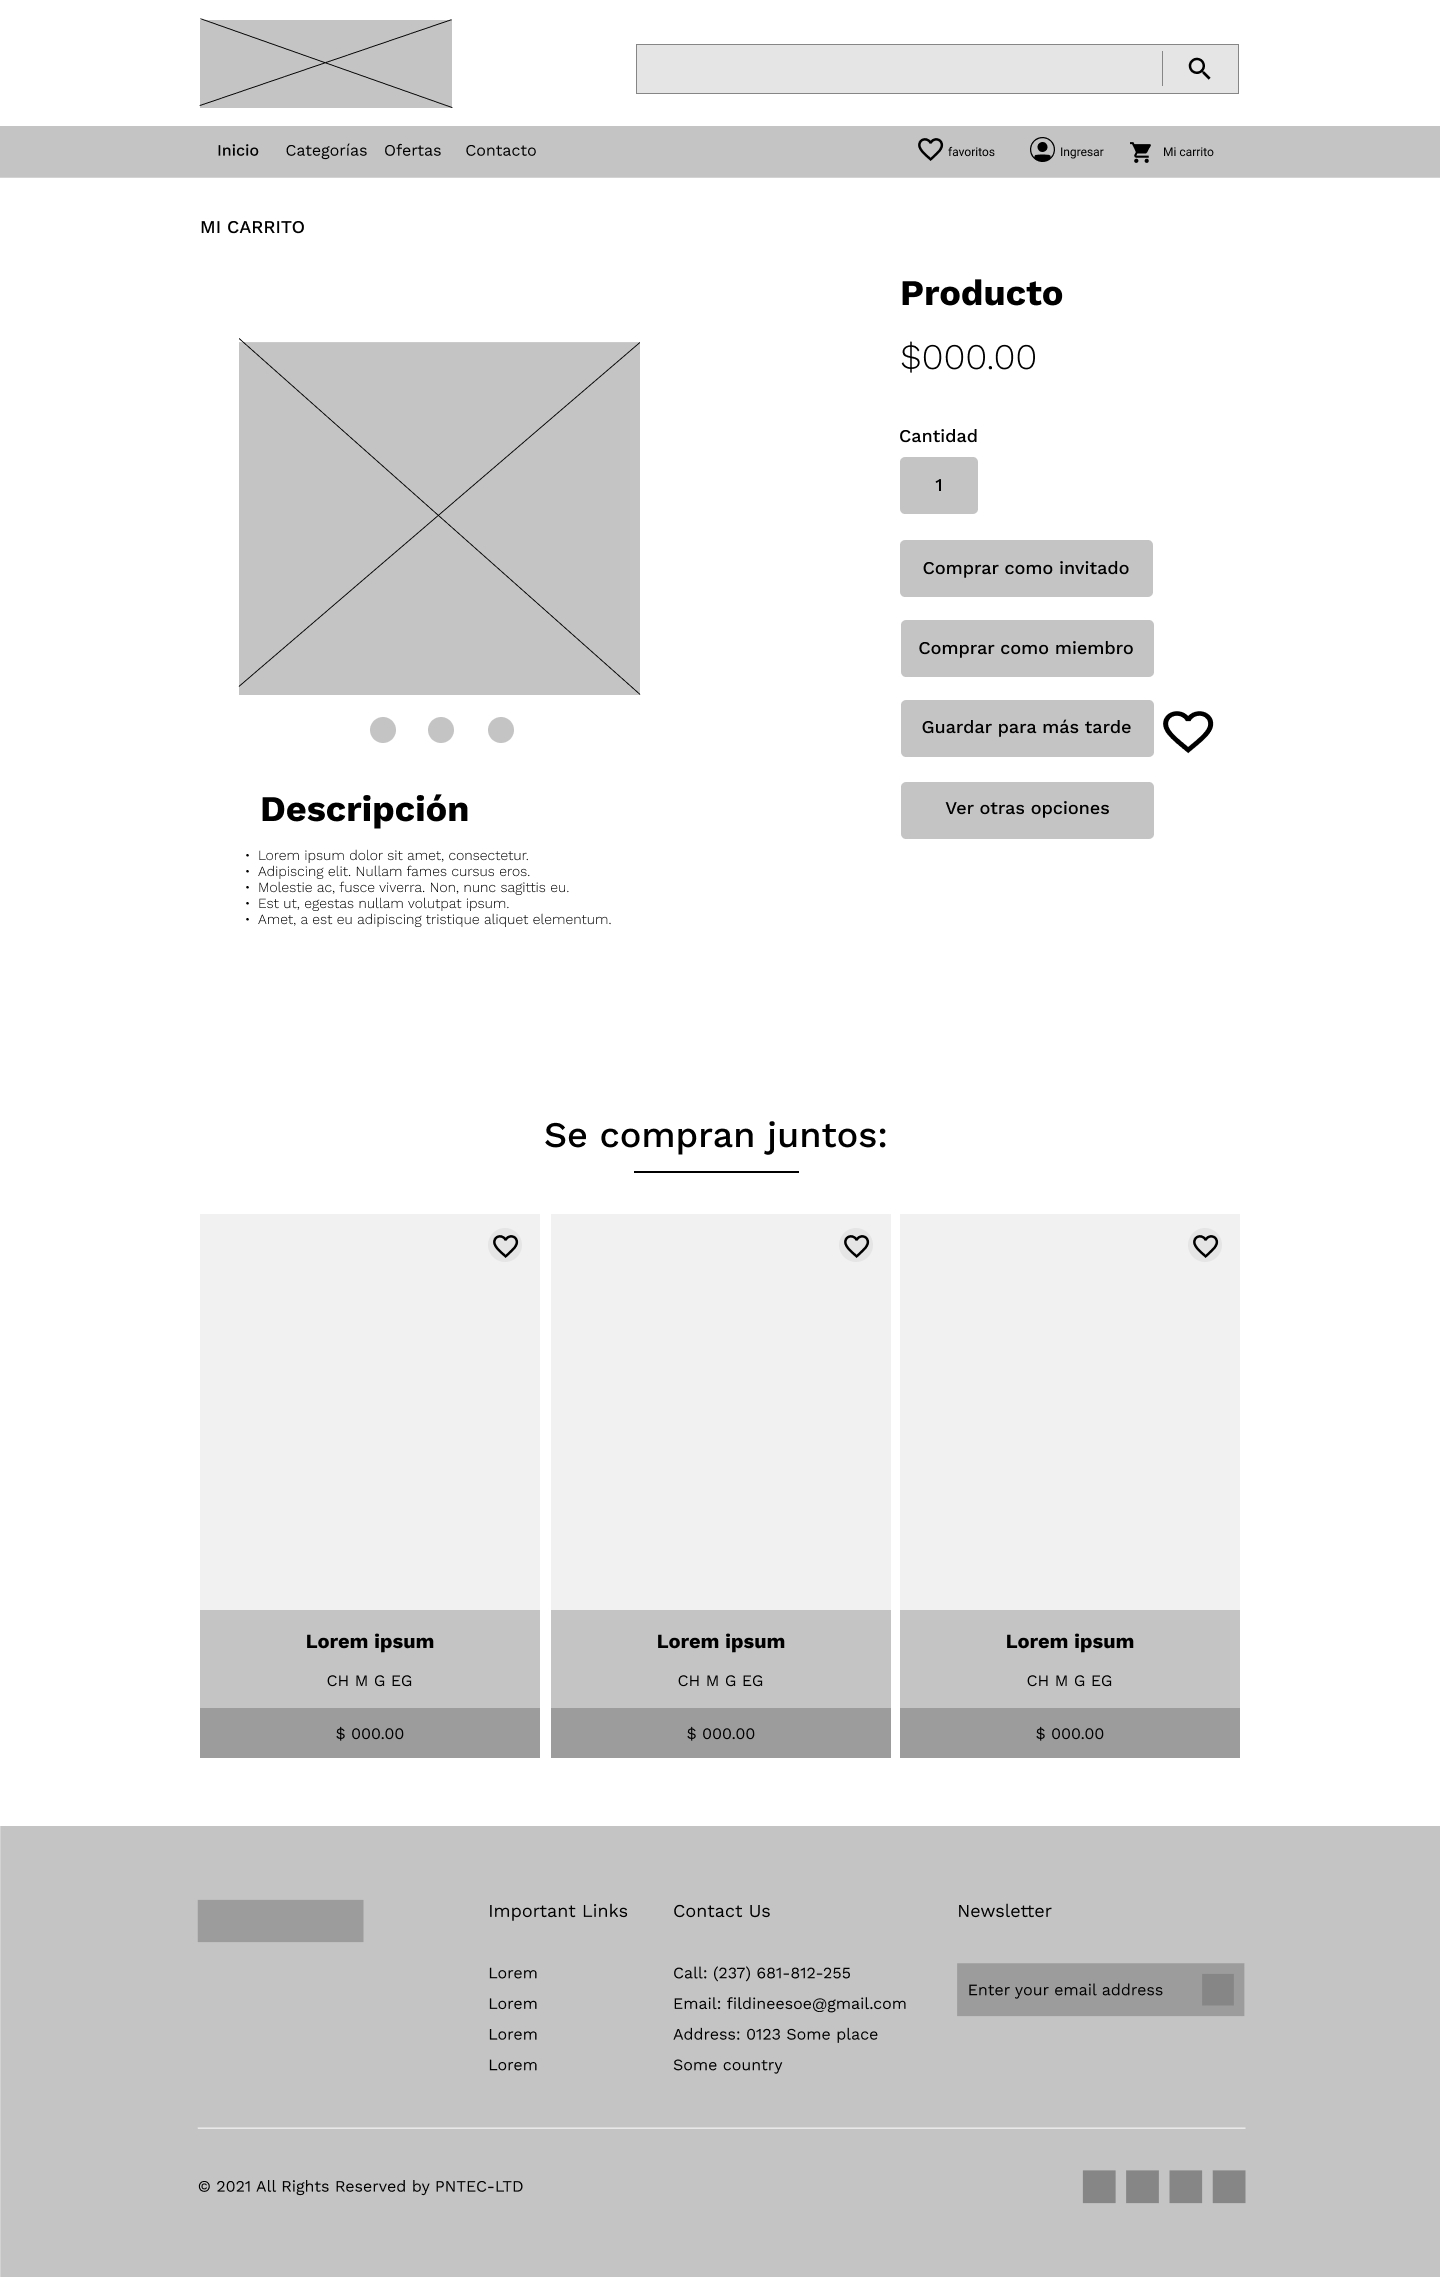 Inicio Categorías Ofertas Contacto favoritos Ingresar Mi carrito
MI CARRITO
Producto
$000.00
Cantidad
1
Comprar como invitado
Comprar como miembro
Guardar para más tarde
Ver otras opciones
Descripción
• Lorem ipsum dolor sit amet, consectetur.
• Adipiscing elit. Nullam fames cursus eros.
• Molestie ac, fusce viverra. Non, nunc sagittis eu.
• Est ut, egestas nullam volutpat ipsum.
• Amet, a est eu adipiscing tristique aliquet elementum.
Se compran juntos:
Lorem ipsum
CH M G EG
$ 000.00
Lorem ipsum
CH M G EG
$ 000.00
Lorem ipsum
CH M G EG
$ 000.00
Important Links
Lorem
Lorem
Lorem
Lorem
Contact Us
Call: (237) 681-812-255
Email: fildineesoe@gmail.com
Address: 0123 Some place
Some country
Newsletter
Enter your email address
© 2021 All Rights Reserved by PNTEC-LTD